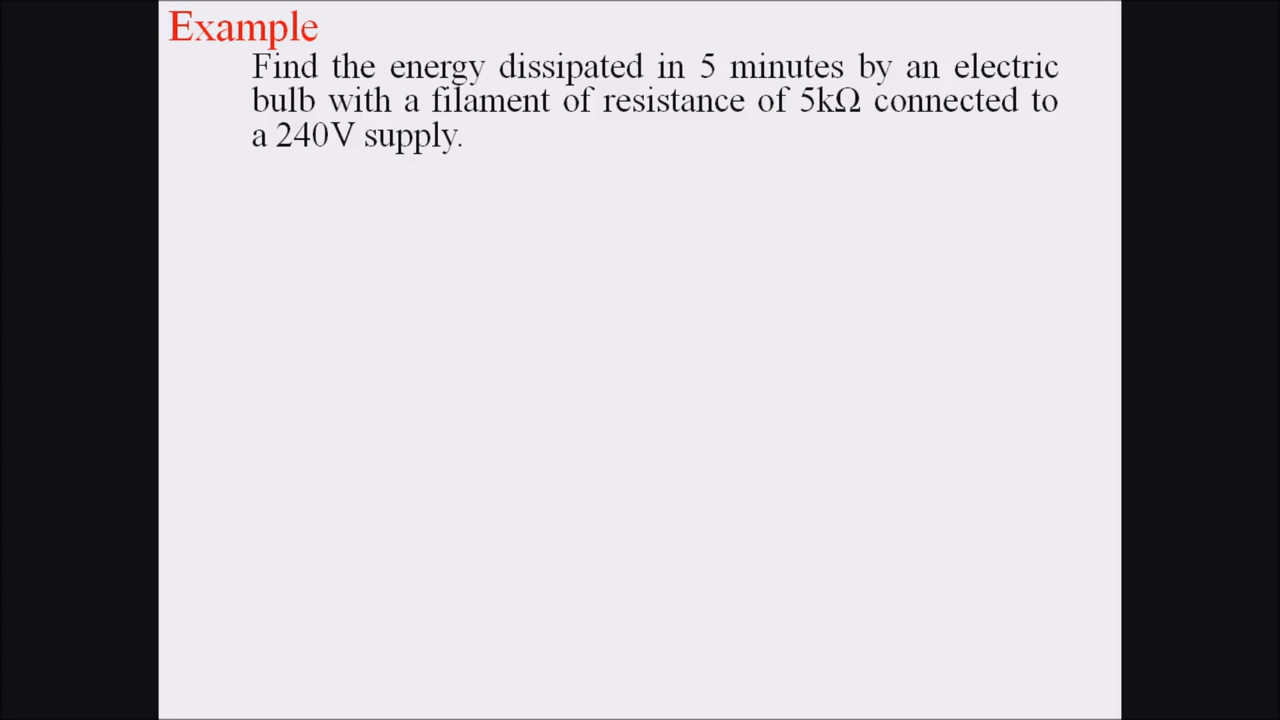 Example
Find the energy dissipated in 5 minutes by an electric
bulb with a filament of resistance of 5kΩ connected to
a 240V supply.